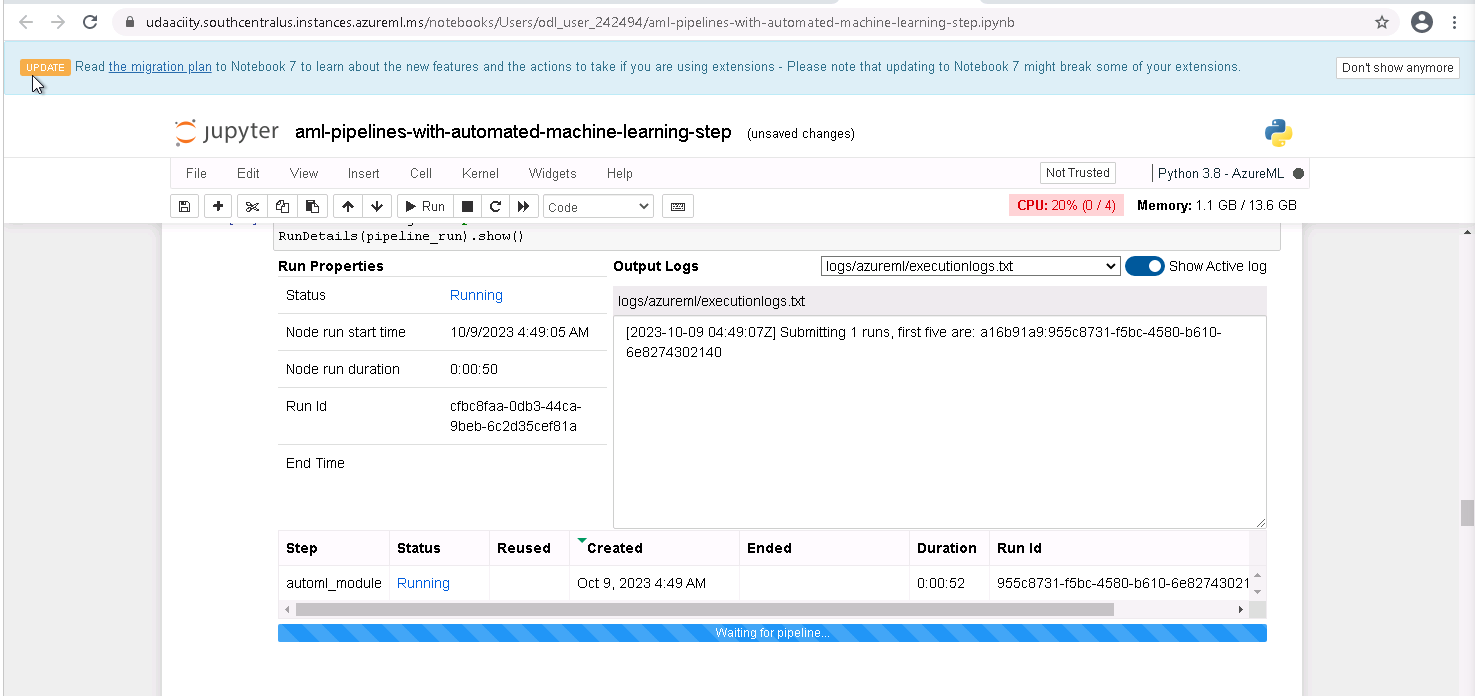 udaaciity.southcentralus.instances.azureml.ms/notebooks/Users/odl_user_242494/aml-pipelines-with-automated-machine-learning-step.ipynb
UPDATE Read the migration plan to Notebook 7 to learn about the new features and the actions to take if you are using extensions - Please note that updating to Notebook 7 might break some of your extensions. Don't show anymore
jupyter aml-pipelines-with-automated-machine-learning-step (unsaved changes)
File Edit View Insert Cell Kernel Widgets Help Not Trusted Python 3.8 - AzureML
Run Code CPU: 20% (0 / 4) Memory: 1.1 GB / 13.6 GB
RunDetails(pipeline_run).show()
Run Properties
Status Running
Node run start time 10/9/2023 4:49:05 AM
Node run duration 0:00:50
Run Id cfbc8faa-0db3-44ca-
9beb-6c2d35cef81a
End Time
Output Logs logs/azureml/executionlogs.txt Show Active log
logs/azureml/executionlogs.txt
[2023-10-09 04:49:07Z] Submitting 1 runs, first five are: a16b91a9:955c8731-f5bc-4580-b610-
6e8274302140
Step Status Reused Created Ended Duration Run Id
automl_module Running Oct 9, 2023 4:49 AM 0:00:52 955c8731-f5bc-4580-b610-6e82743021
Waiting for pipeline...